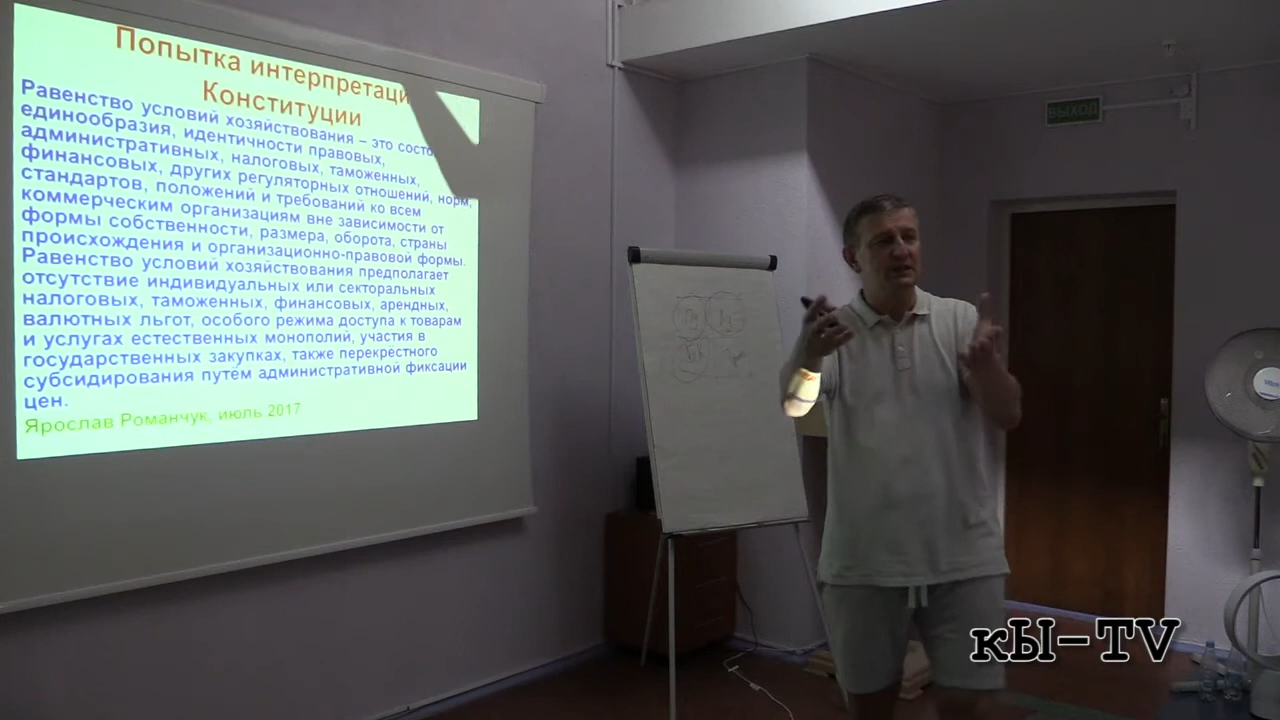 Попытка интерпретаци
Конституции
Равенство условий хозяйствования – это состо
единообразия, идентичности правовых,
административных, налоговых, таможенных,
финансовых, других регуляторных отношений, норм,
стандартов, положений и требований ко всем
коммерческим организациям вне зависимости от
формы собственности, размера, оборота, страны
происхождения и организационно-правовой формы.
Равенство условий хозяйствования предполагает
отсутствие индивидуальных или секторальных
налоговых, таможенных, финансовых, арендных,
валютных льгот, особого режима доступа к товарам
и услугах естественных монополий, участия в
государственных закупках, также перекрёстного
субсидирования путём административной фиксации
цен.
Ярослав Романчук, июль 2017
ВЫХОД
кЫ-TV